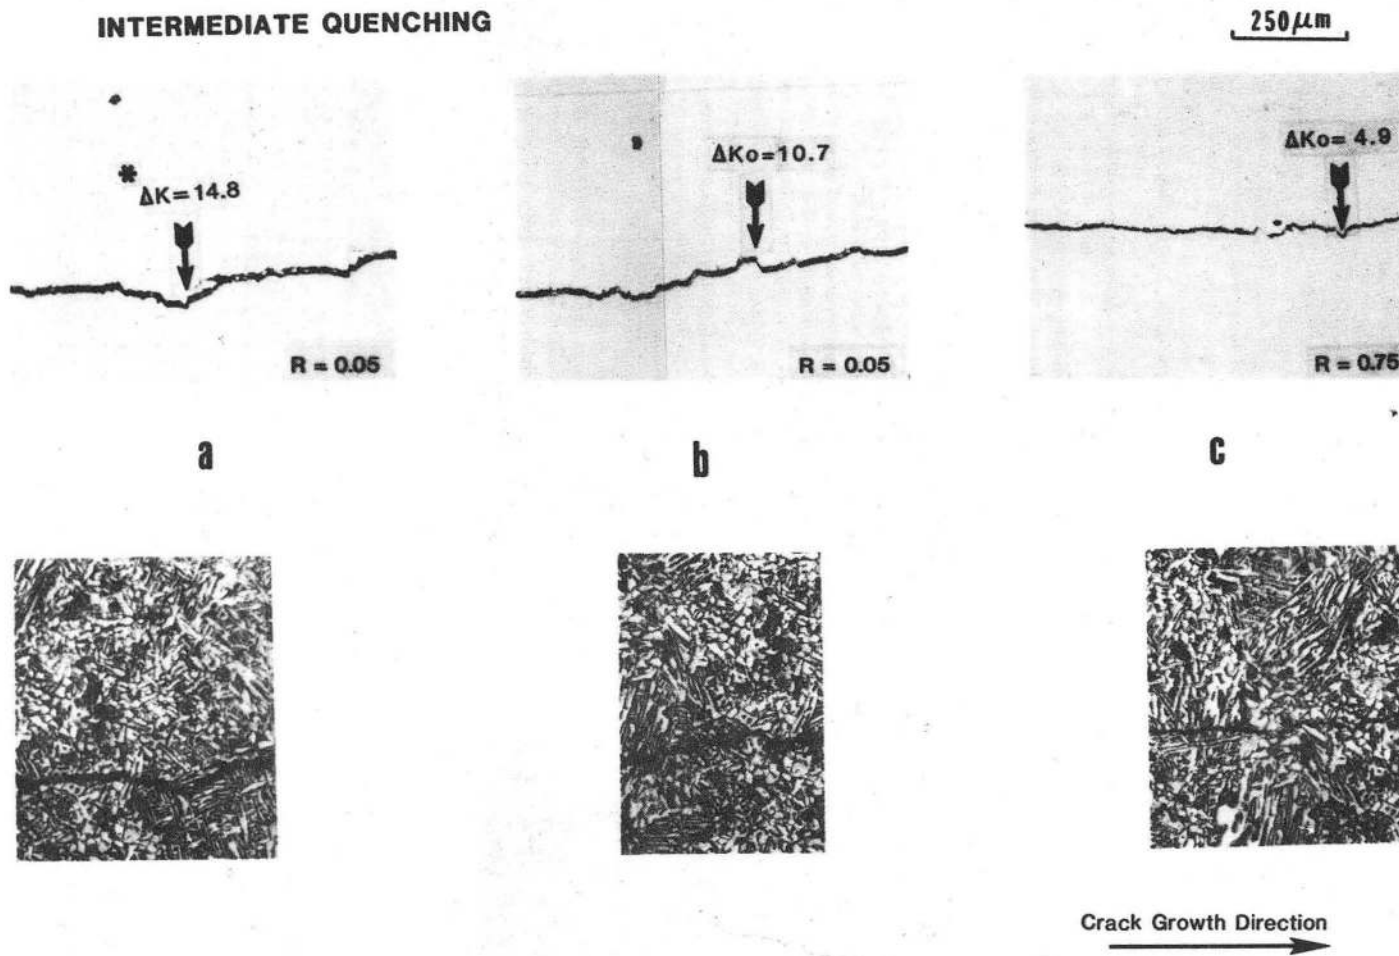 INTERMEDIATE QUENCHING
250μm
* ΔK=14.8
ΔKo=10.7
ΔKo= 4.9
R = 0.05
R = 0.05
R = 0.75
a
b
c
Crack Growth Direction